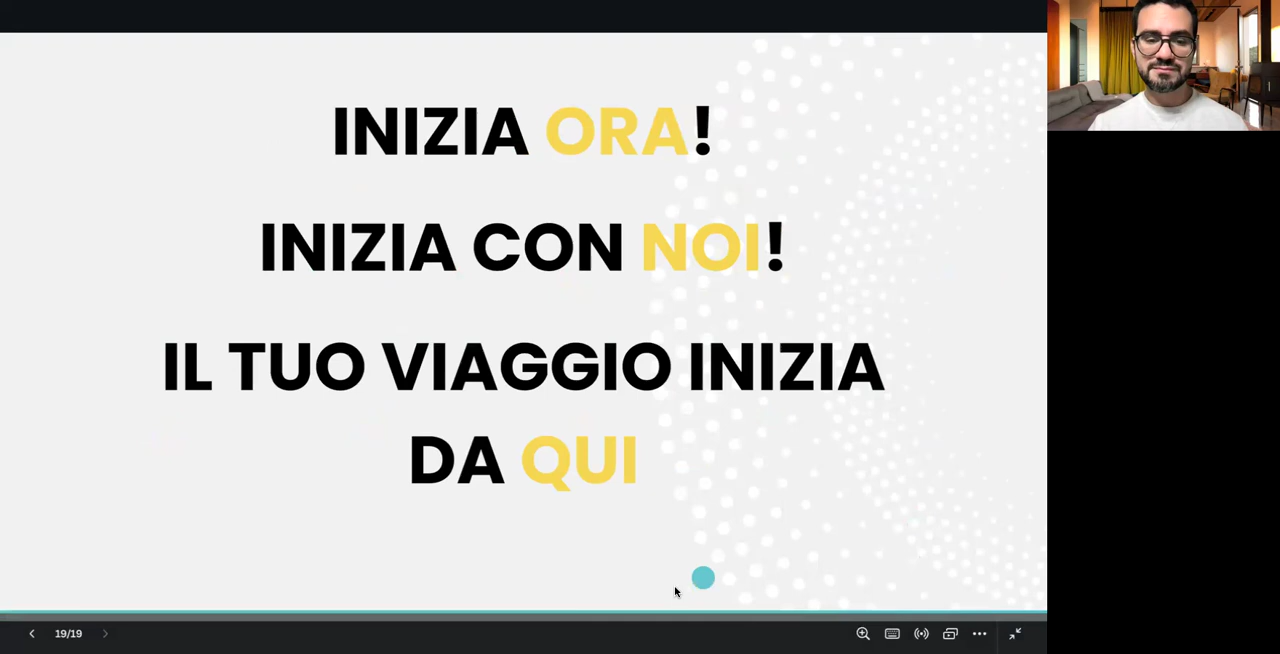 INIZIA ORA!
INIZIA CON NOI!
IL TUO VIAGGIO INIZIA
DA QUI
19/19